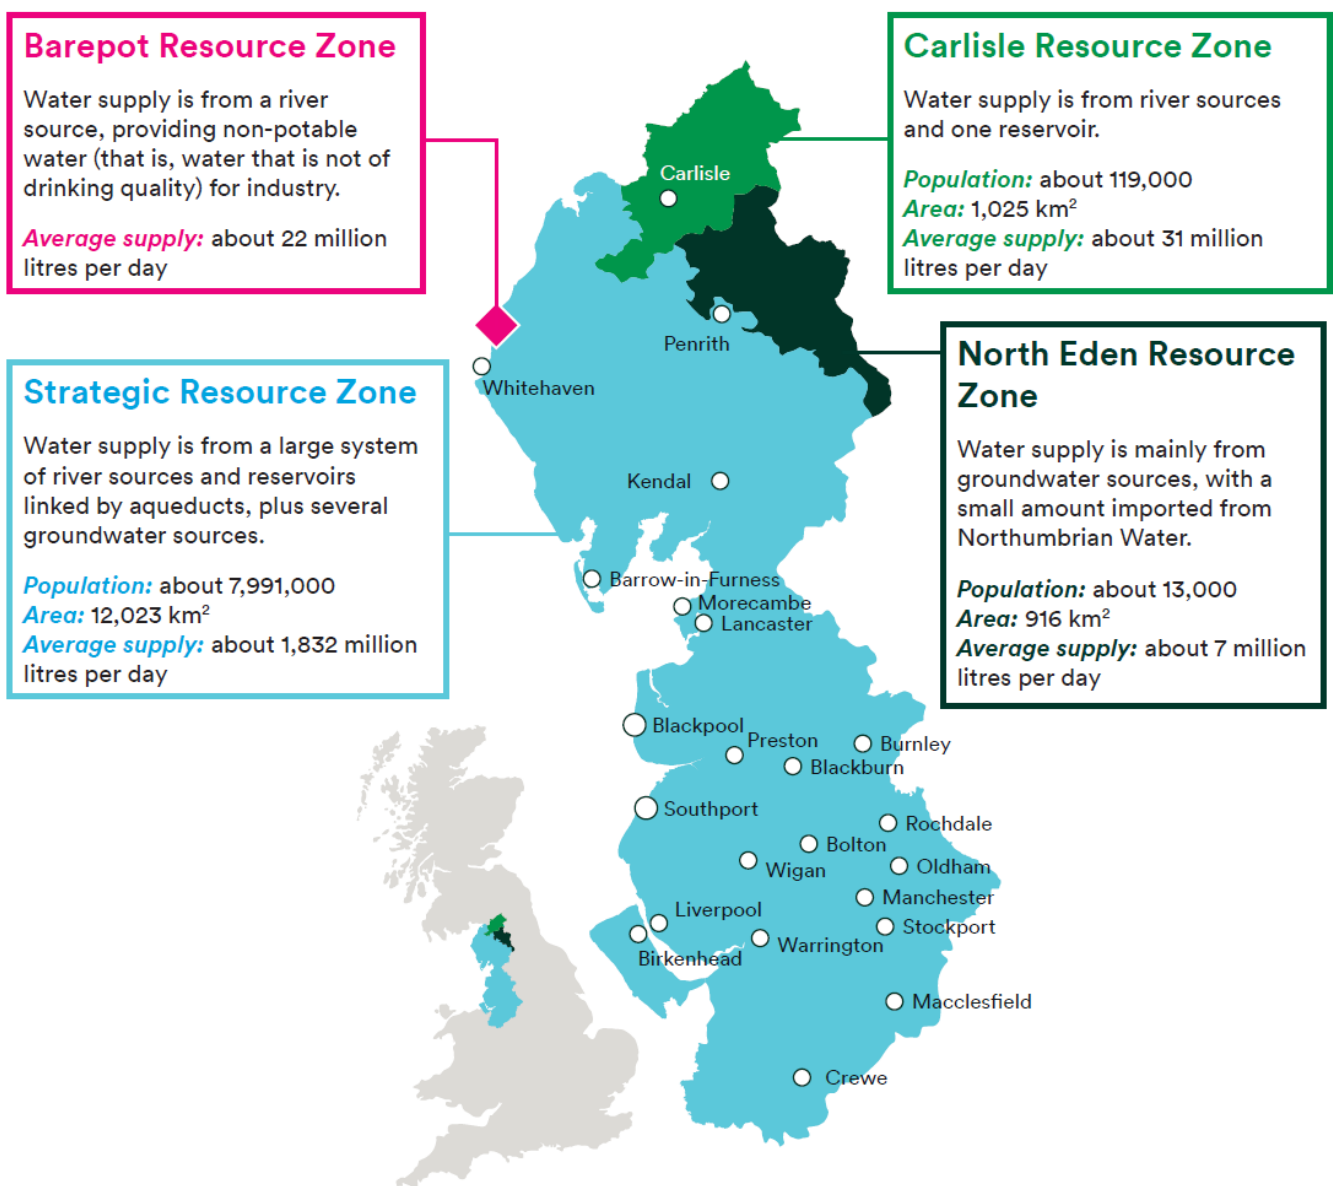 Barepot Resource Zone
Water supply is from a river
source, providing non-potable
water (that is, water that is not of
drinking quality) for industry.
Average supply: about 22 million
litres per day
Carlisle Resource Zone
Water supply is from river sources
and one reservoir.
Population: about 119,000
Area: 1,025 km²
Average supply: about 31 million
litres per day
Strategic Resource Zone
Water supply is from a large system
of river sources and reservoirs
linked by aqueducts, plus several
groundwater sources.
Population: about 7,991,000
Area: 12,023 km²
Average supply: about 1,832 million
litres per day
North Eden Resource
Zone
Water supply is mainly from
groundwater sources, with a
small amount imported from
Northumbrian Water.
Population: about 13,000
Area: 916 km²
Average supply: about 7 million
litres per day
Carlisle
Penrith
Whitehaven
Kendal
Barrow-in-Furness
Morecambe
Lancaster
Blackpool
Preston
Burnley
Blackburn
Southport
Rochdale
Bolton
Wigan
Oldham
Manchester
Liverpool
Stockport
Warrington
Birkenhead
Macclesfield
Crewe